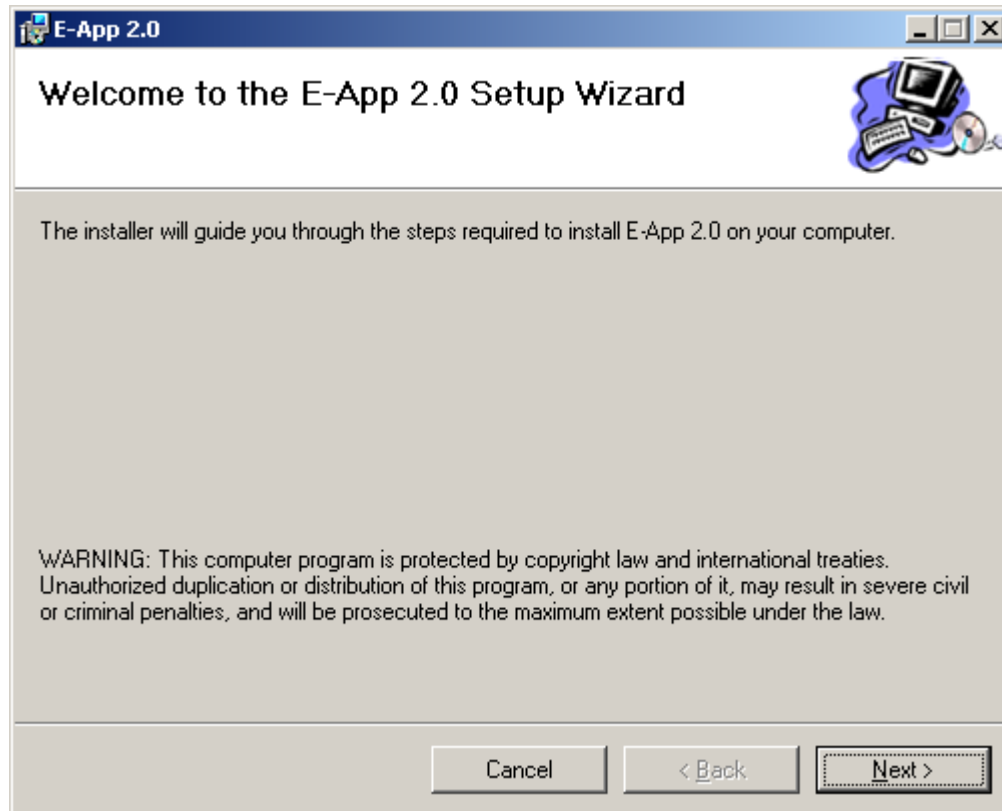 E-App 2.0
Welcome to the E-App 2.0 Setup Wizard
The installer will guide you through the steps required to install E-App 2.0 on your computer.
WARNING: This computer program is protected by copyright law and international treaties.
Unauthorized duplication or distribution of this program, or any portion of it, may result in severe civil
or criminal penalties, and will be prosecuted to the maximum extent possible under the law.
Cancel
< Back
Next >